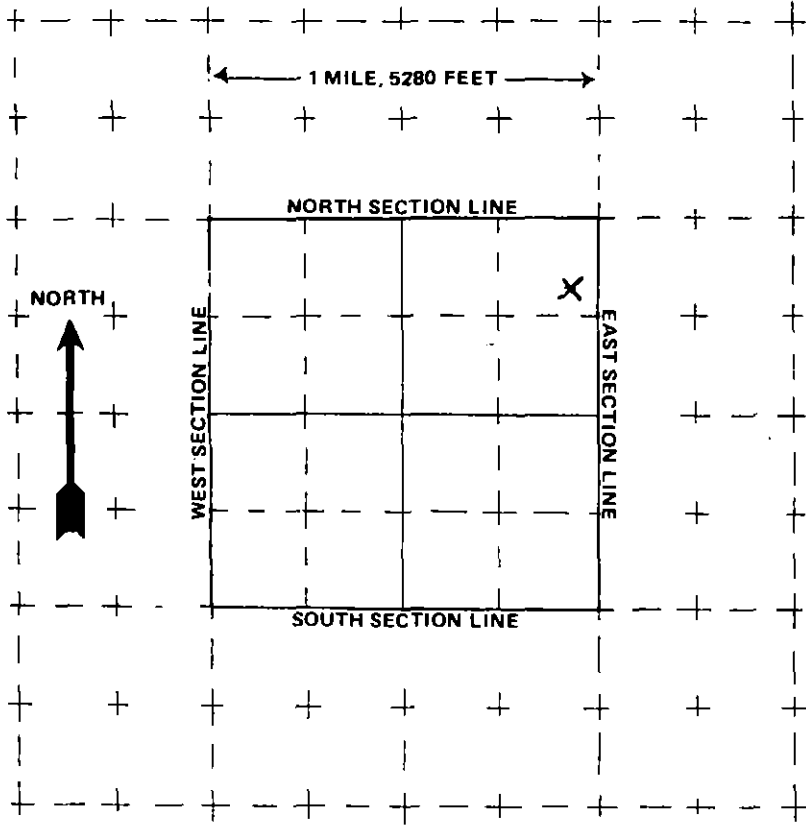 1 MILE, 5280 FEET
NORTH SECTION LINE
NORTH
WEST SECTION LINE
EAST SECTION LINE
SOUTH SECTION LINE